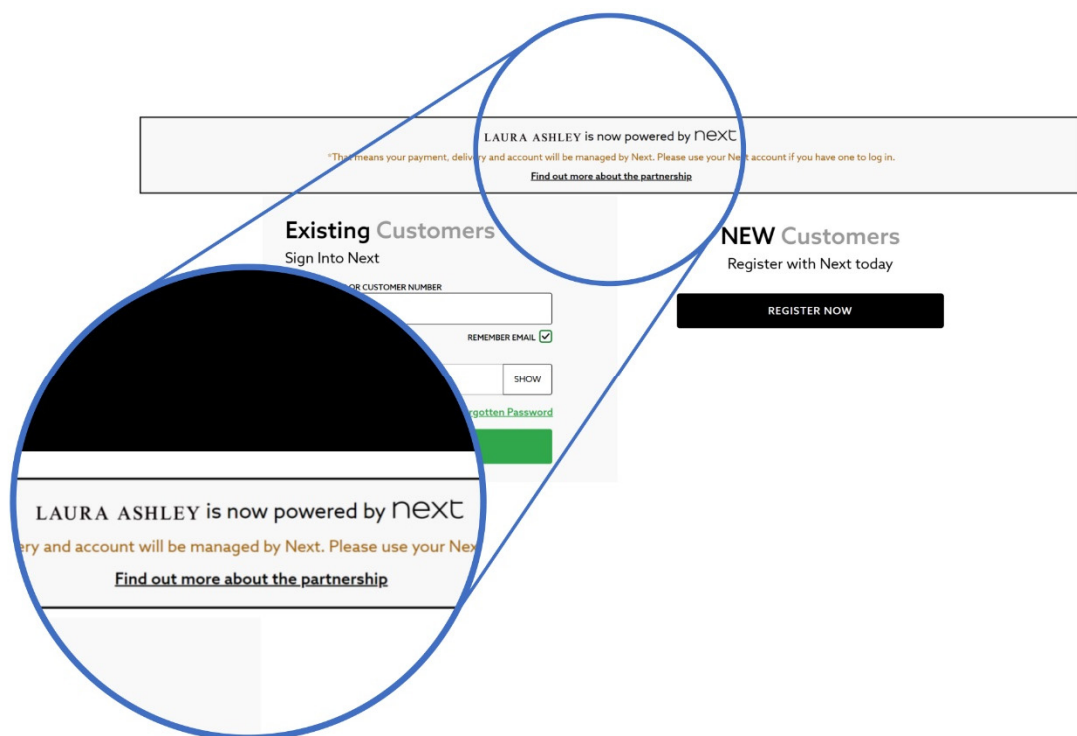 LAURA ASHLEY is now powered by next
*That means your payment, delivery and account will be managed by Next. Please use your Next account if you have one to log in.
Find out more about the partnership
Existing Customers
Sign Into Next
OR CUSTOMER NUMBER
REMEMBER EMAIL
SHOW
rgotten Password
NEW Customers
Register with Next today
REGISTER NOW
LAURA ASHLEY is now powered by next
ery and account will be managed by Next. Please use your Nex
Find out more about the partnership